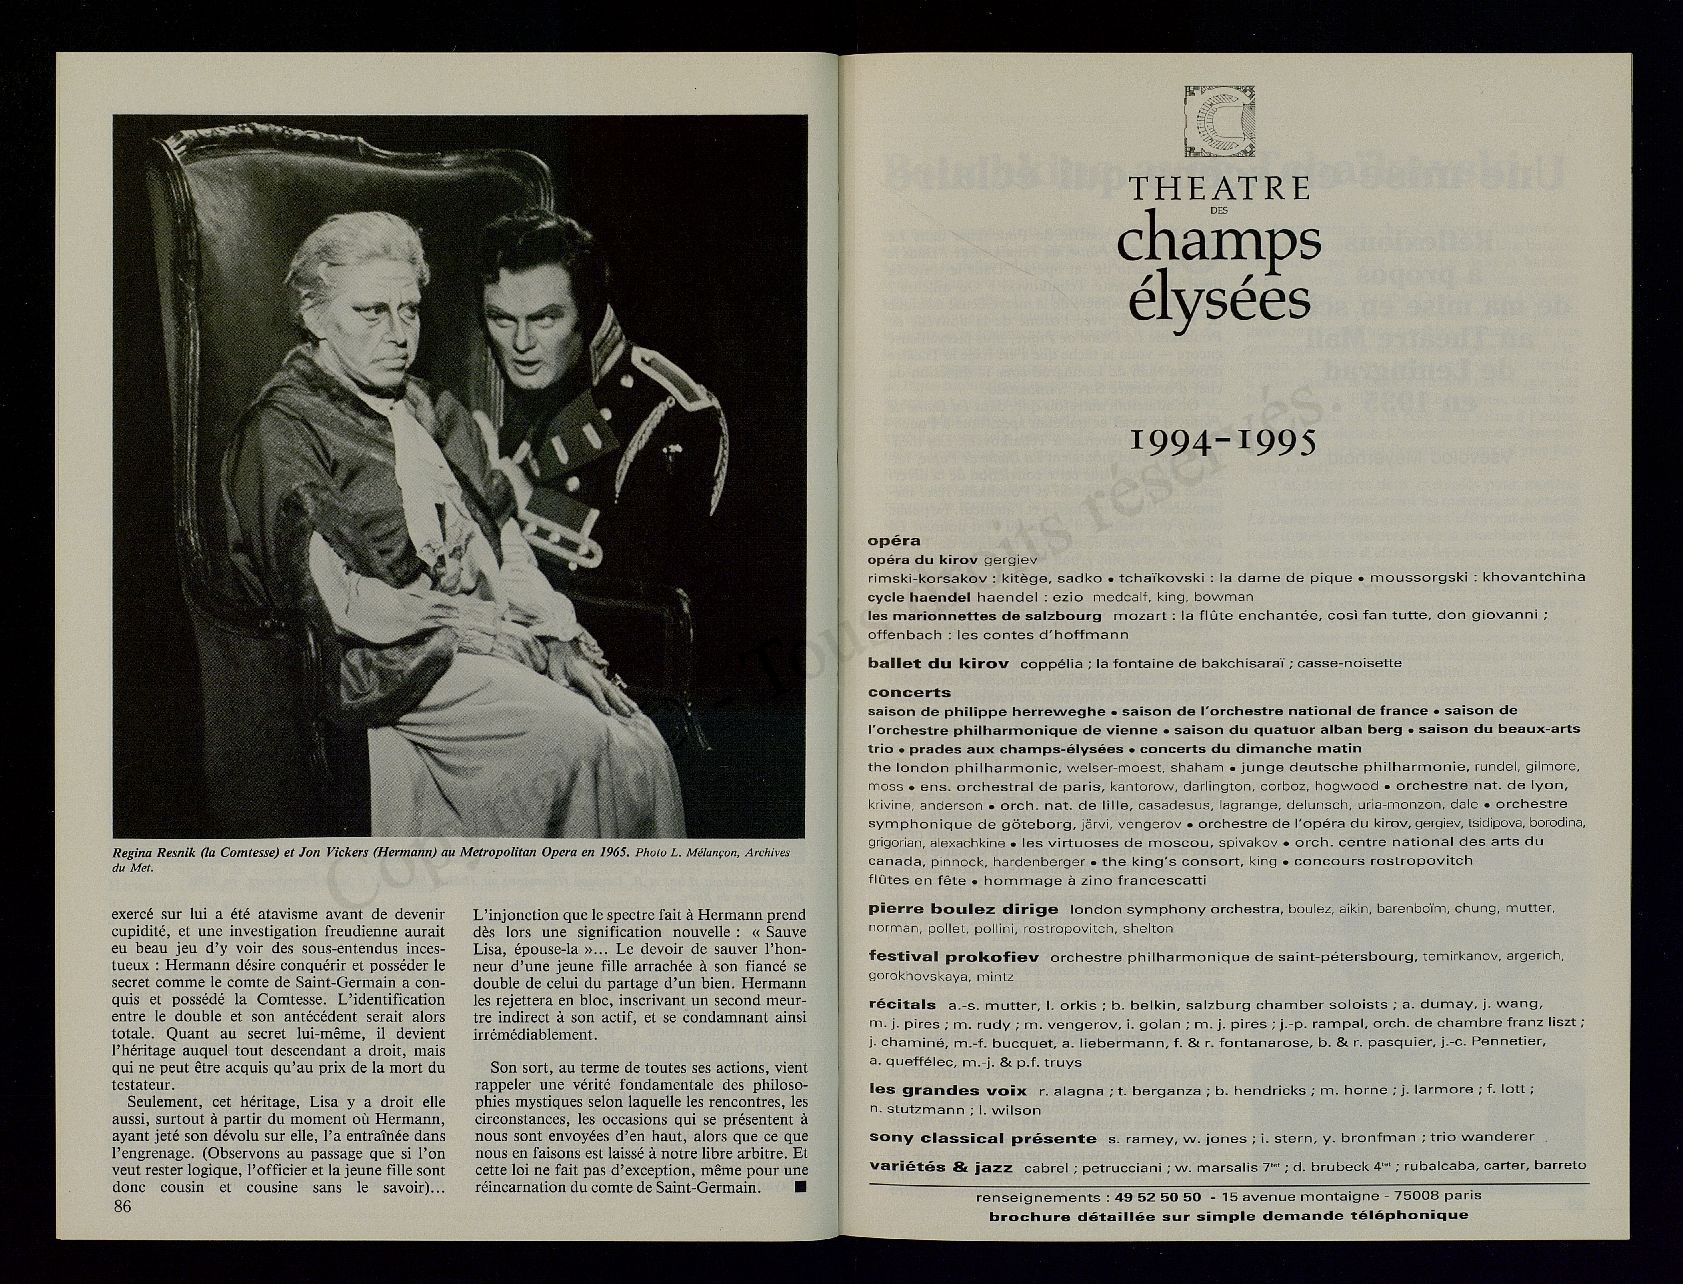 Regina Resnik (la Comtesse) et Jon Vickers (Hermann) au Metropolitan Opera en 1965. Photo L. Mélançon, Archives
du Met.
exercé sur lui a été atavisme avant de devenir
cupidité, et une investigation freudienne aurait
eu beau jeu d'y voir des sous-entendus inces-
tueux : Hermann désire conquérir et posséder le
secret comme le comte de Saint-Germain a con-
quis et possédé la Comtesse. L'identification
entre le double et son antécédent serait alors
totale. Quant au secret lui-même, il devient
l'héritage auquel tout descendant a droit, mais
qui ne peut être acquis qu'au prix de la mort du
testateur.
Seulement, cet héritage, Lisa y a droit elle
aussi, surtout à partir du moment où Hermann,
ayant jeté son dévolu sur elle, l'a entraînée dans
l'engrenage. (Observons au passage que si l'on
veut rester logique, l'officier et la jeune fille sont
donc cousin et cousine sans le savoir)...
86
L'injonction que le spectre fait à Hermann prend
dès lors une signification nouvelle : « Sauve
Lisa, épouse-la »... Le devoir de sauver l'hon-
neur d'une jeune fille arrachée à son fiancé se
double de celui du partage d'un bien. Hermann
les rejettera en bloc, inscrivant un second meur-
tre indirect à son actif, et se condamnant ainsi
irrémédiablement.
Son sort, au terme de toutes ses actions, vient
rappeler une vérité fondamentale des philoso-
phies mystiques selon laquelle les rencontres, les
circonstances, les occasions qui se présentent à
nous sont envoyées d'en haut, alors que ce que
nous en faisons est laissé à notre libre arbitre. Et
cette loi ne fait pas d'exception, même pour une
réincarnation du comte de Saint-Germain. ■
THEATRE
DES
champs
élysées
1994-1995
opéra
opéra du kirov gergiev
rimski-korsakov : kitège, sadko • tchaïkovski : la dame de pique • moussorgski : khovantchina
cycle haendel haendel : ezio medcalf, king, bowman
les marionnettes de salzbourg mozart : la flûte enchantée, così fan tutte, don giovanni ;
offenbach : les contes d'hoffmann
ballet du kirov coppélia ; la fontaine de bakchisaraï ; casse-noisette
concerts
saison de philippe herreweghe • saison de l'orchestre national de france • saison de
l'orchestre philharmonique de vienne • saison du quatuor alban berg • saison du beaux-arts
trio • prades aux champs-élysées • concerts du dimanche matin
the london philharmonic, welser-moest, shaham • junge deutsche philharmonie, rundel, gilmore,
moss • ens. orchestral de paris, kantorow, darlington, corboz, hogwood • orchestre nat. de lyon,
krivine, anderson • orch. nat. de lille, casadesus, lagrange, delunsch, uria-monzon, dale • orchestre
symphonique de göteborg, järvi, vengerov • orchestre de l'opéra du kirov, gergiev, tsidipova, borodina,
grigorian, alexachkine • les virtuoses de moscou, spivakov • orch. centre national des arts du
canada, pinnock, hardenberger • the king's consort, king • concours rostropovitch
flûtes en fête • hommage à zino francescatti
pierre boulez dirige london symphony orchestra, boulez, aïkin, barenboïm, chung, mutter,
norman, pollet, pollini, rostropovitch, shelton
festival prokofiev orchestre philharmonique de saint-pétersbourg, temirkanov, argerich,
gorokhovskaya, mintz
récitals a.-s. mutter, l. orkis ; b. belkin, salzburg chamber soloists ; a. dumay, j. wang,
m. j. pires ; m. rudy ; m. vengerov, i. golan ; m. j. pires ; j.-p. rampal, orch. de chambre franz liszt ;
j. chaminé, m.-f. bucquet, a. liebermann, f. & r. fontanarose, b. & r. pasquier, j.-c. Pennetier,
a. queffélec, m.-j. & p.f. truys
les grandes voix r. alagna ; t. berganza ; b. hendricks ; m. horne ; j. larmore ; f. lott ;
n. stutzmann ; l. wilson
sony classical présente s. ramey, w. jones ; i. stern, y. bronfman ; trio wanderer
variétés & jazz cabrel ; petrucciani ; w. marsalis 7tet ; d. brubeck 4tet ; rubalcaba, carter, barreto
renseignements : 49 52 50 50 - 15 avenue montaigne - 75008 paris
brochure détaillée sur simple demande téléphonique